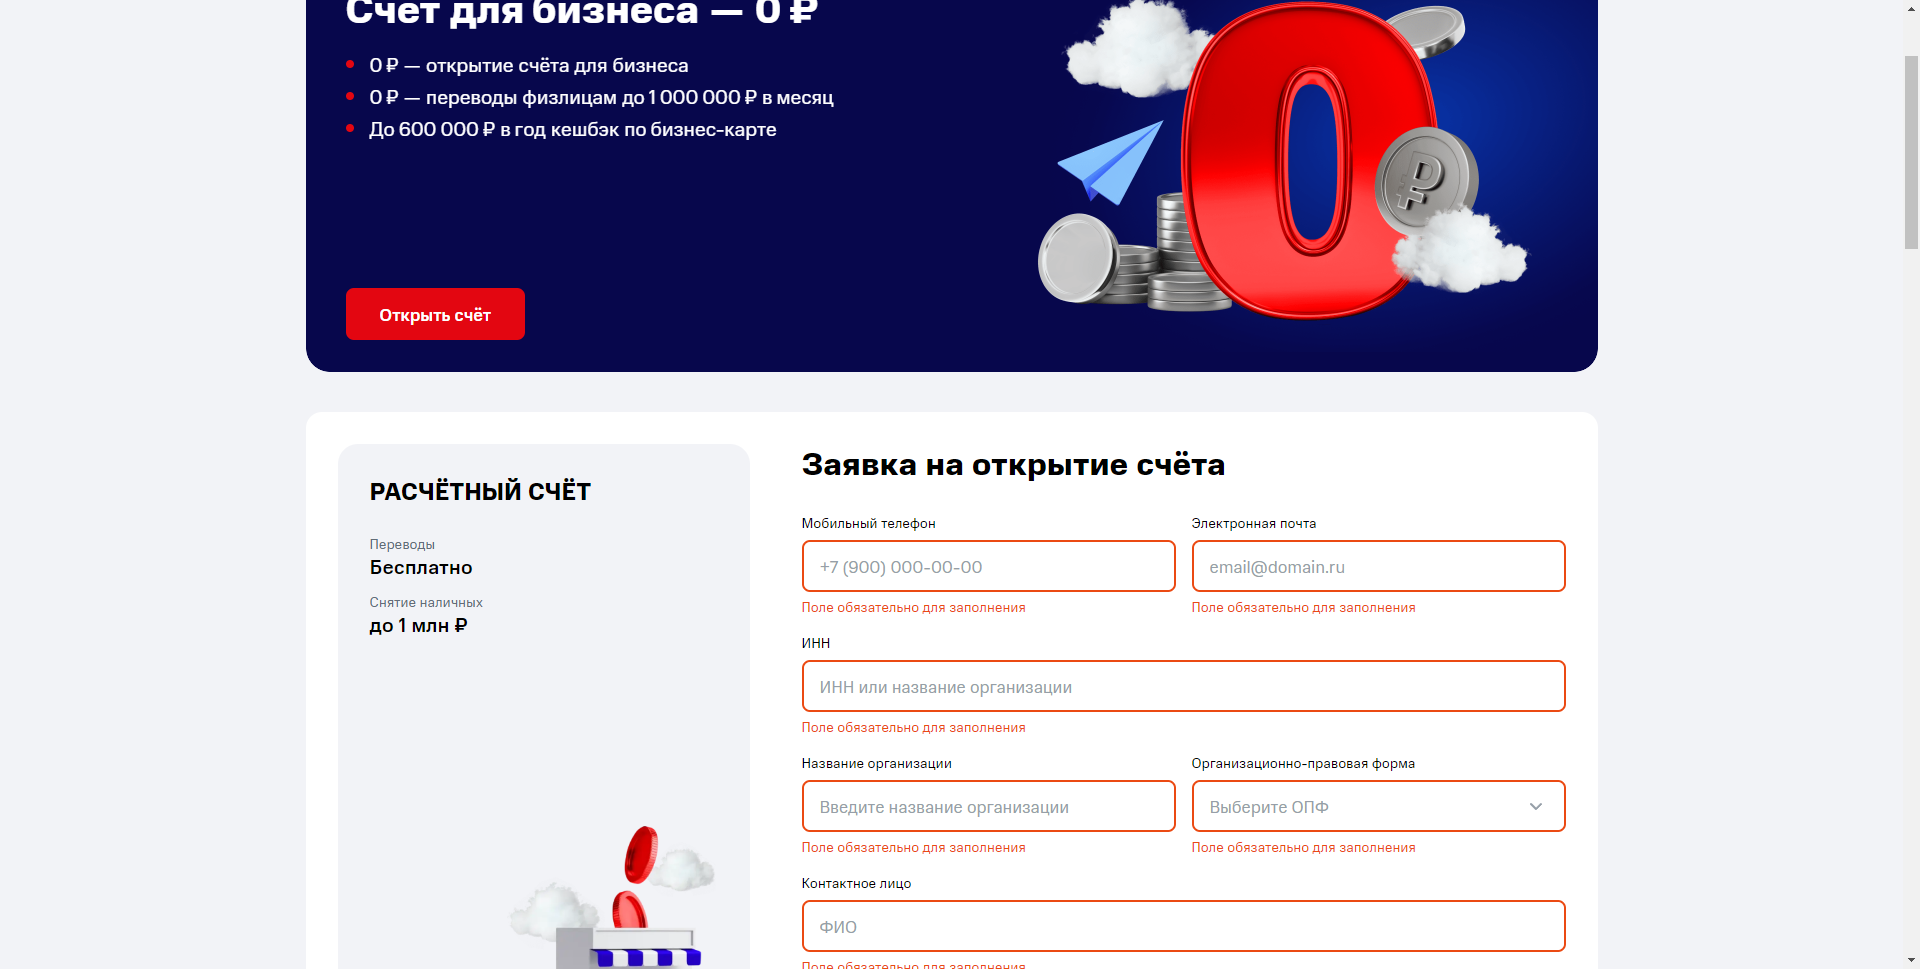 Счёт для бизнеса — 0 ₽
0 ₽ — открытие счёта для бизнеса
0 ₽ — переводы физлицам до 1 000 000 ₽ в месяц
До 600 000 ₽ в год кешбэк по бизнес-карте
Открыть счёт
РАСЧЁТНЫЙ СЧЁТ
Переводы
Бесплатно
Снятие наличных
до 1 млн ₽
Заявка на открытие счёта
Мобильный телефон
+7 (900) 000-00-00
Поле обязательно для заполнения
Электронная почта
email@domain.ru
Поле обязательно для заполнения
ИНН
ИНН или название организации
Поле обязательно для заполнения
Название организации
Введите название организации
Поле обязательно для заполнения
Организационно-правовая форма
Выберите ОПФ
Поле обязательно для заполнения
Контактное лицо
ФИО
Поле обязательно для заполнения